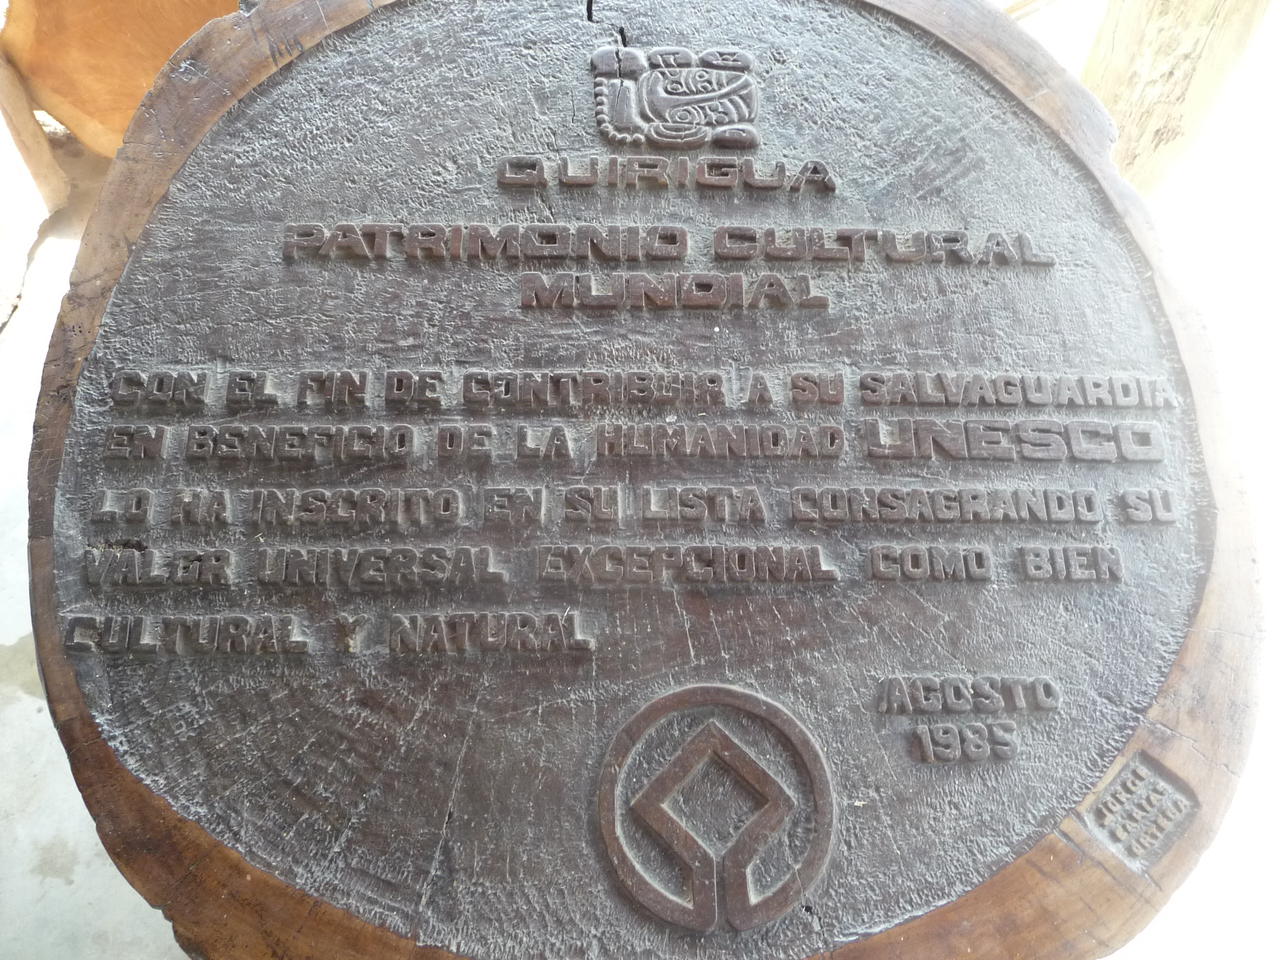 QUIRIGUA
PATRIMONIO CULTURAL
MUNDIAL
CON EL FIN DE CONTRIBUIR A SU SALVAGUARDIA
EN BENEFICIO DE LA HUMANIDAD UNESCO
LO HA INSCRITO EN SU LISTA CONSAGRANDO SU
VALER UNIVERSAL EXCEPCIONAL COMO BIEN
CULTURAL Y NATURAL
AGOSTO
1985